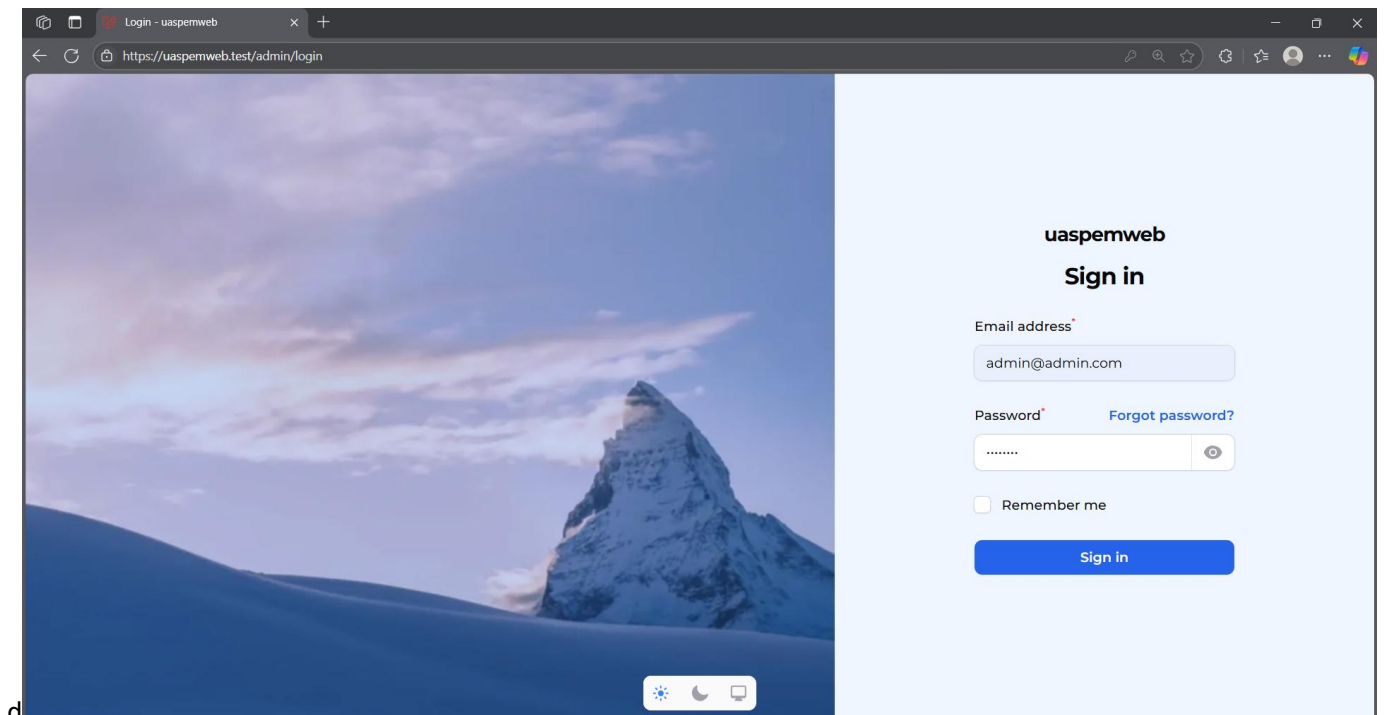 Login - uaspemweb
https://uaspemweb.test/admin/login
uaspemweb
Sign in
Email address*
admin@admin.com
Password* Forgot password?
········
Remember me
Sign in
d